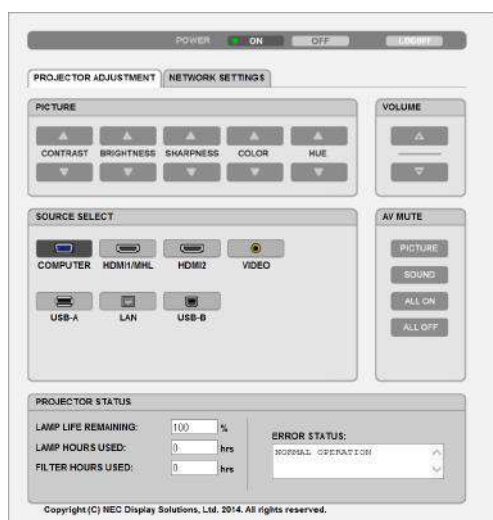 POWER ON OFF LOGOFF
PROJECTOR ADJUSTMENT NETWORK SETTINGS
PICTURE VOLUME
CONTRAST BRIGHTNESS SHARPNESS COLOR HUE
SOURCE SELECT AV MUTE
PICTURE
COMPUTER HDMI1/MHL HDMI2 VIDEO
SOUND
ALL ON
USB-A LAN USB-B
ALL OFF
PROJECTOR STATUS
LAMP LIFE REMAINING: 100 %
ERROR STATUS:
LAMP HOURS USED: 0 hrs
NORMAL OPERATION
FILTER HOURS USED: 0 hrs
Copyright (C) NEC Display Solutions, Ltd. 2014. All rights reserved.